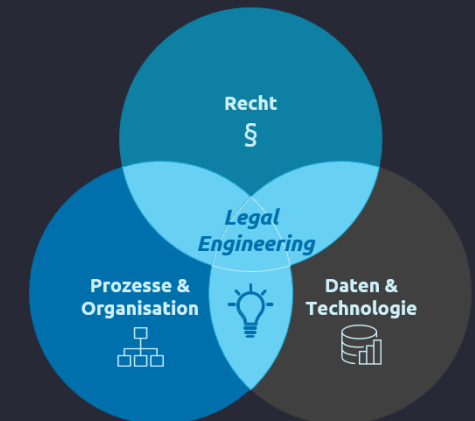 Recht
§
Legal
Engineering
Prozesse &
Organisation
Daten &
Technologie